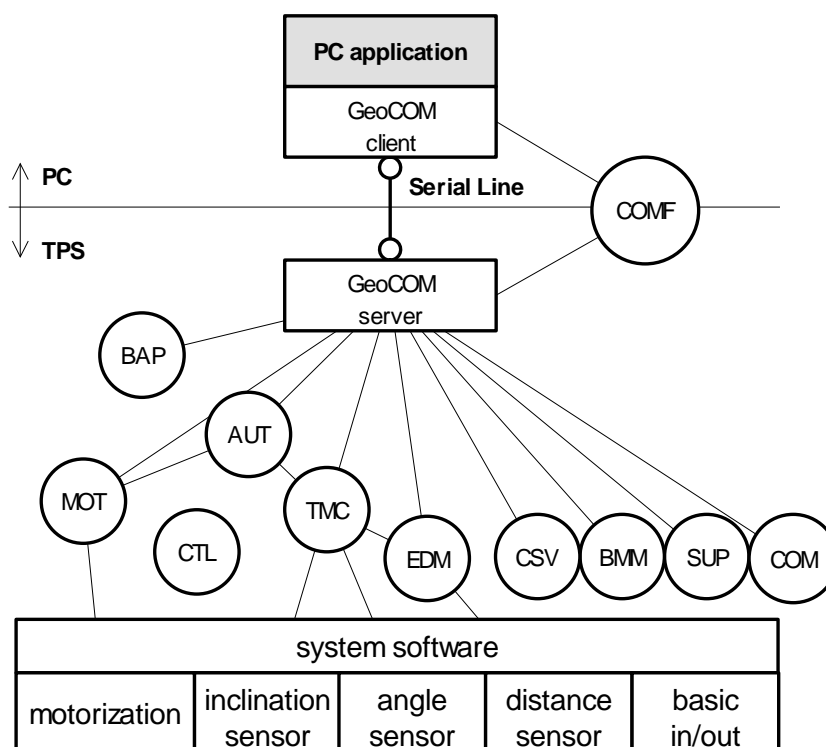 PC application
GeoCOM
client
PC
Serial Line
COMF
TPS
GeoCOM
server
BAP
AUT
MOT
TMC
CTL
EDM
CSV
BMM
SUP
COM
system software
motorization
inclination
sensor
angle
sensor
distance
sensor
basic
in/out